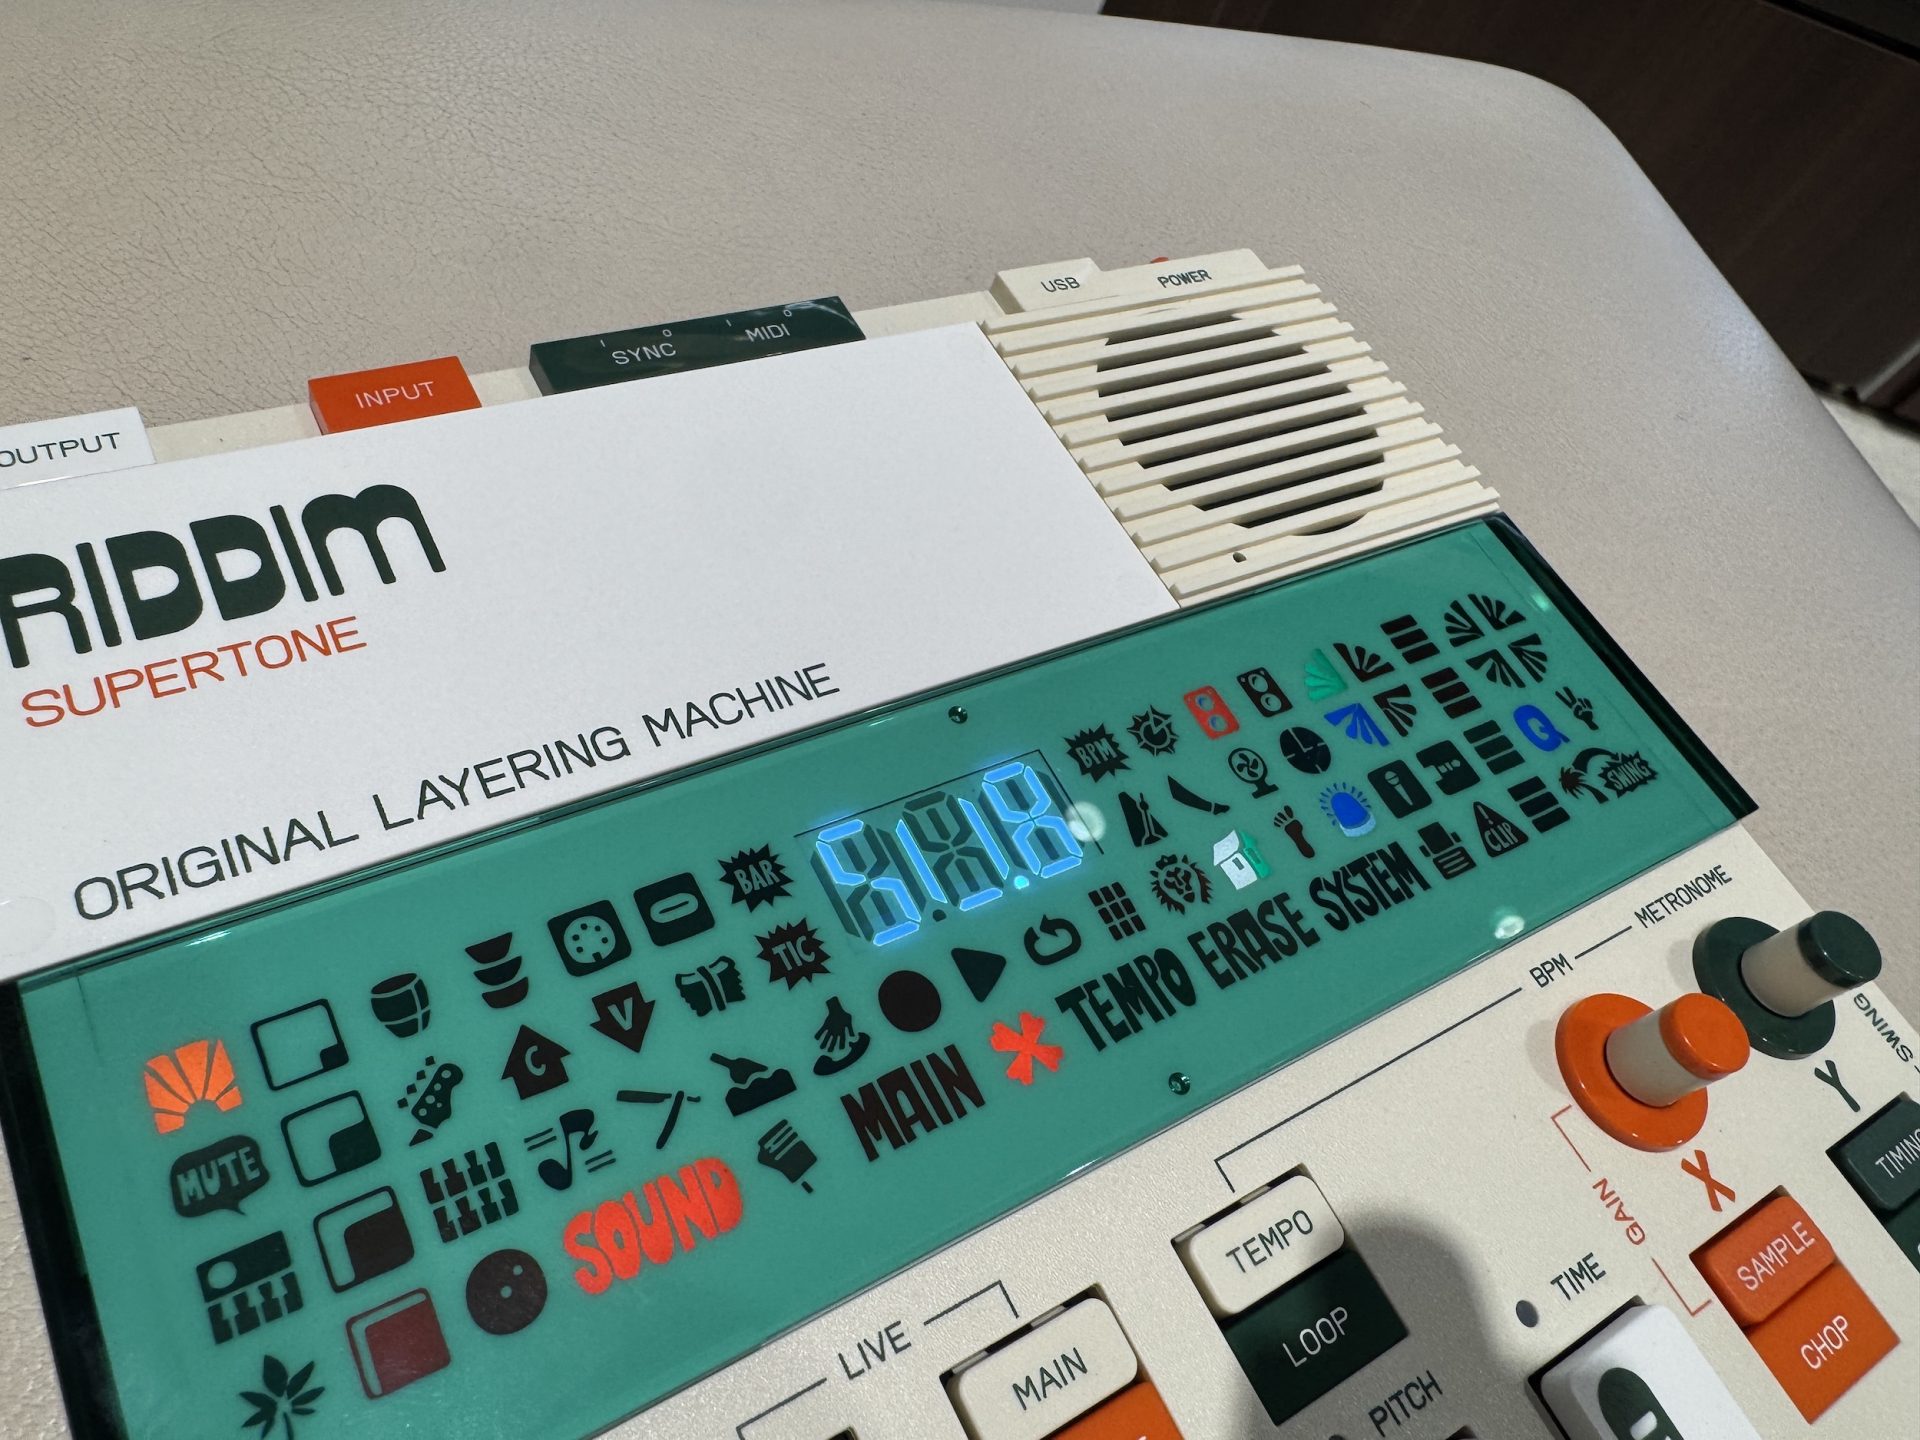 USB POWER
I O I O
SYNC MIDI
INPUT
OUTPUT
RIDDIM
SUPERTONE
ORIGINAL LAYERING MACHINE
BPM
BAR
TIC
Q
SWING
CLIP
C
V
MUTE
SOUND
MAIN
TEMPO ERASE SYSTEM
BPM METRONOME
SWING
Y
X
GAIN
TIMING
TEMPO
LOOP
TIME
SAMPLE
CHOP
LIVE
MAIN
PITCH